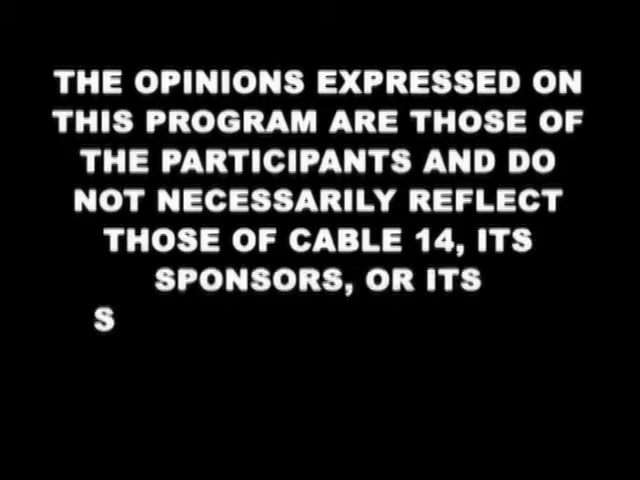 THE OPINIONS EXPRESSED ON
THIS PROGRAM ARE THOSE OF
THE PARTICIPANTS AND DO
NOT NECESSARILY REFLECT
THOSE OF CABLE 14, ITS
SPONSORS, OR ITS
S